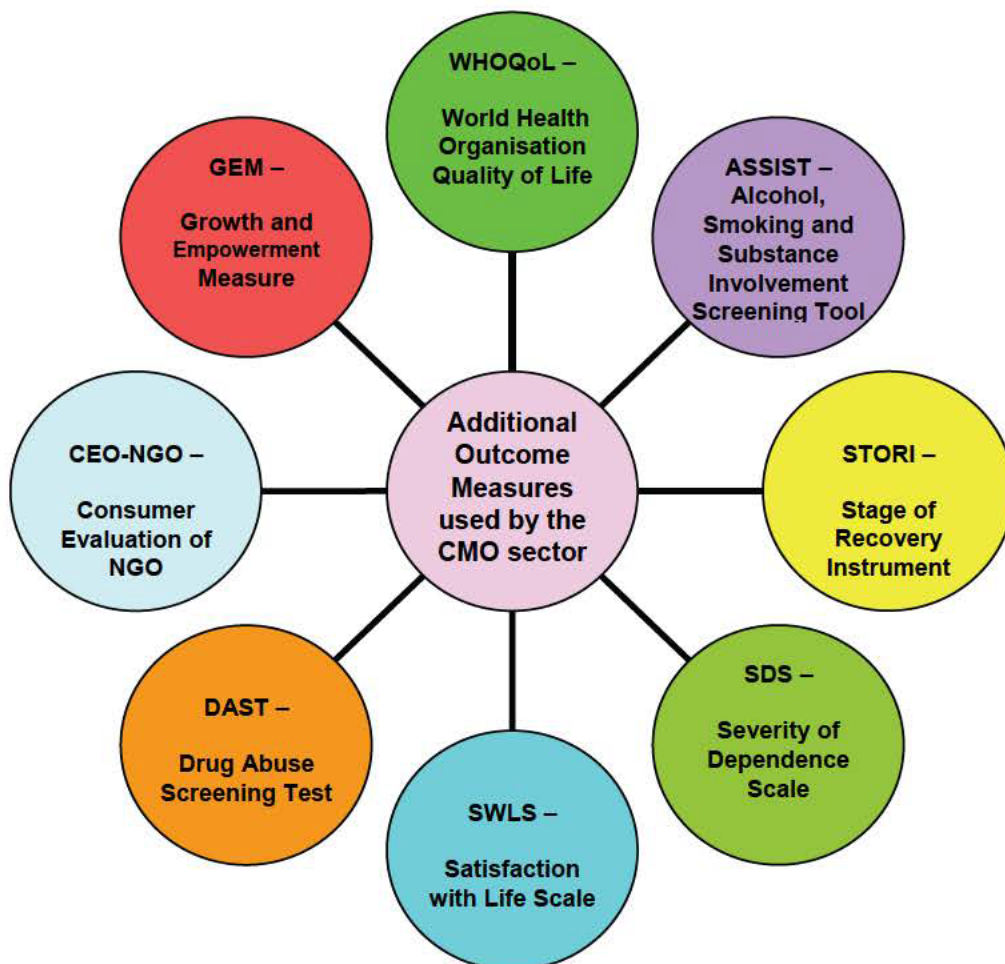 WHOQoL –
World Health
Organisation
Quality of Life
GEM –
Growth and
Empowerment
Measure
ASSIST –
Alcohol,
Smoking and
Substance
Involvement
Screening Tool
Additional
Outcome
Measures
used by the
CMO sector
CEO-NGO –
Consumer
Evaluation of
NGO
STORI –
Stage of
Recovery
Instrument
DAST –
Drug Abuse
Screening Test
SDS –
Severity of
Dependence
Scale
SWLS –
Satisfaction
with Life Scale